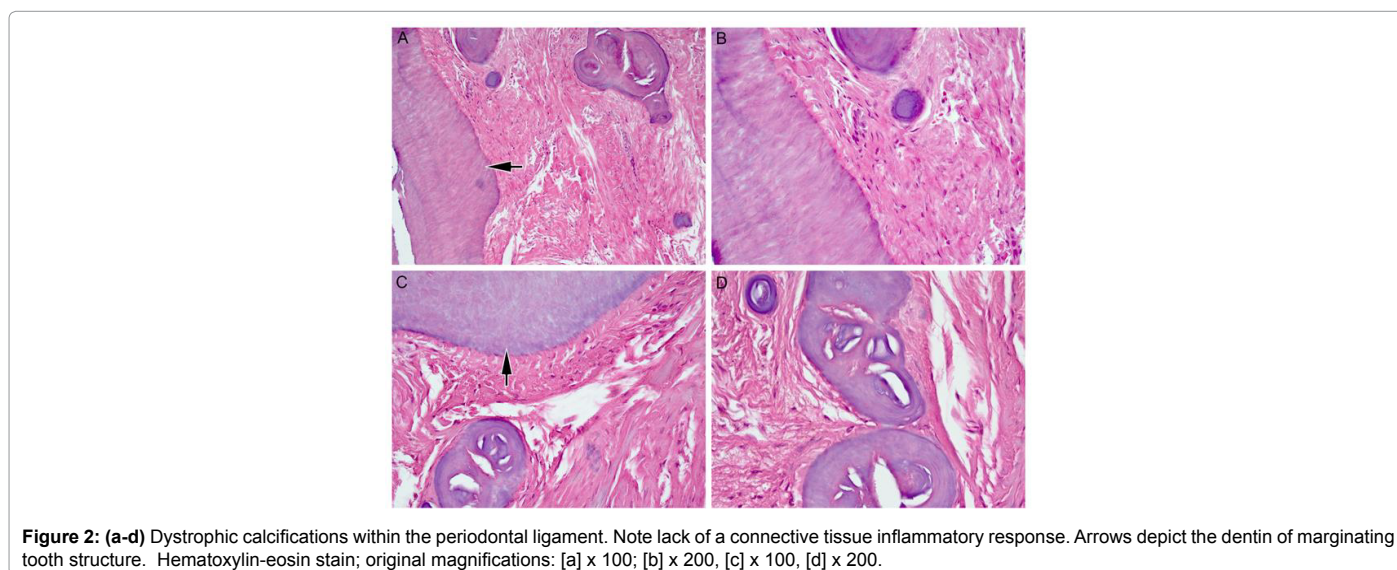 A
B
C
D
Figure 2: (a-d) Dystrophic calcifications within the periodontal ligament. Note lack of a connective tissue inflammatory response. Arrows depict the dentin of marginating
tooth structure. Hematoxylin-eosin stain; original magnifications: [a] x 100; [b] x 200, [c] x 100, [d] x 200.